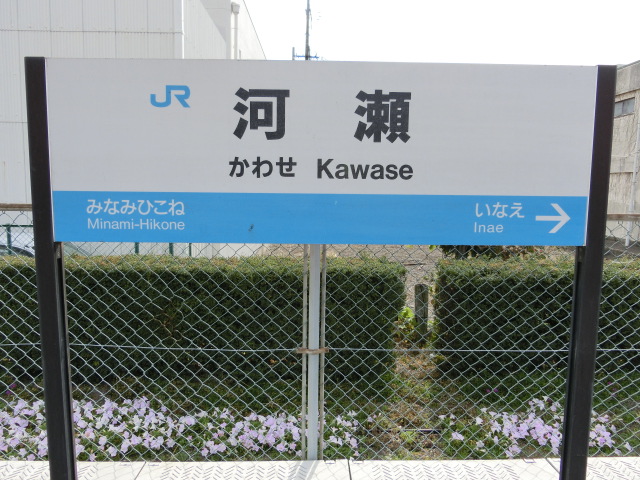 JR 河瀬
かわせ Kawase
みなみひこね いなえ →
Minami-Hikone Inae